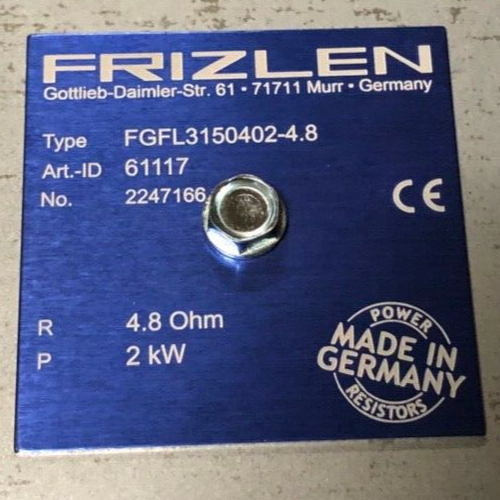 FRIZLEN
Gottlieb-Daimler-Str. 61 • 71711 Murr • Germany
Type FGFL3150402-4.8
Art.-ID 61117
No. 2247166
CE
R 4.8 Ohm
P 2 kW
POWER
MADE IN
GERMANY
RESISTORS